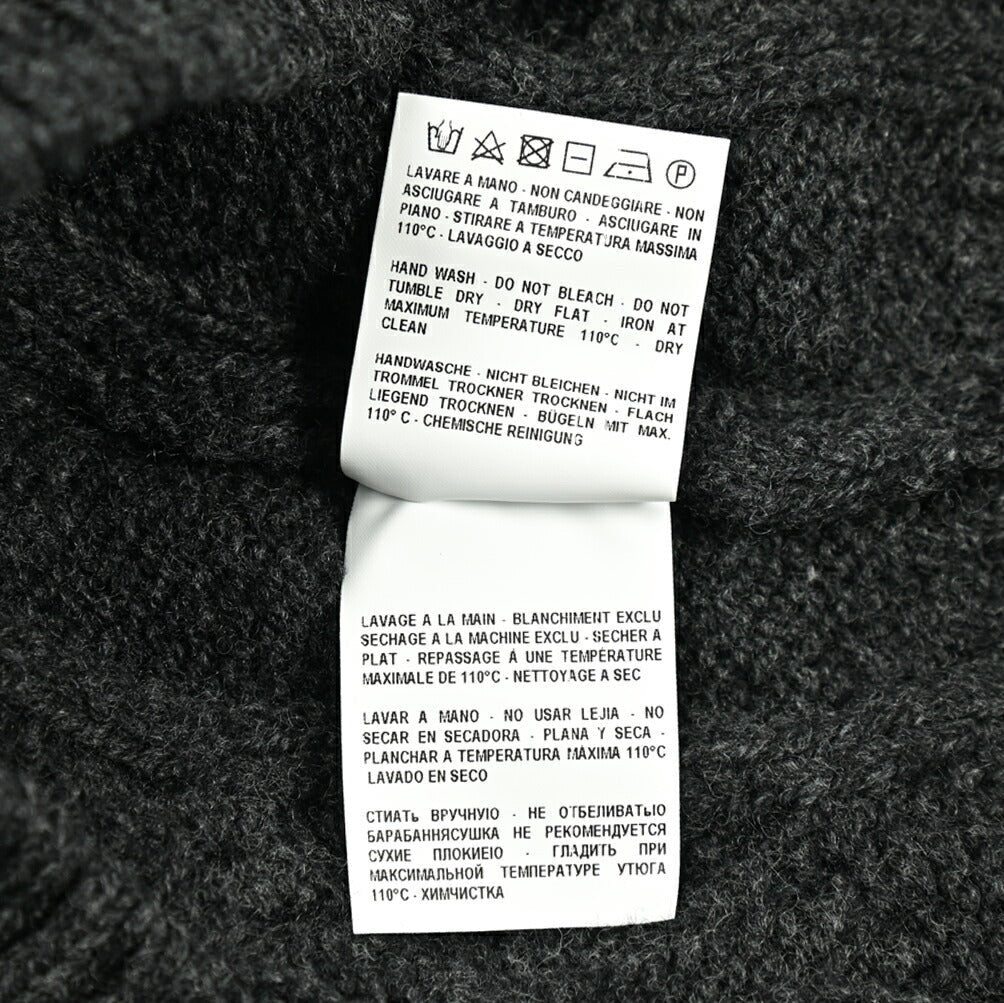 P
LAVARE A MANO - NON CANDEGGIARE - NON
ASCIUGARE A TAMBURO - ASCIUGARE IN
PIANO - STIRARE A TEMPERATURA MASSIMA
110°C - LAVAGGIO A SECCO
HAND WASH - DO NOT BLEACH - DO NOT
TUMBLE DRY - DRY FLAT - IRON AT
MAXIMUM TEMPERATURE 110°C - DRY
CLEAN
HANDWASCHE - NICHT BLEICHEN - NICHT IM
TROMMEL TROCKNER TROCKNEN - FLACH
LIEGEND TROCKNEN - BÜGELN MIT MAX.
110° C - CHEMISCHE REINIGUNG
LAVAGE A LA MAIN - BLANCHIMENT EXCLU
SECHAGE A LA MACHINE EXCLU - SECHER A
PLAT - REPASSAGE Á UNE TEMPÉRATURE
MAXIMALE DE 110°C - NETTOYAGE A SEC
LAVAR A MANO - NO USAR LEJIA - NO
SECAR EN SECADORA - PLANA Y SECA -
PLANCHAR A TEMPERATURA MÁXIMA 110°C
LAVADO EN SECO
СТИАТЬ ВРУЧНУЮ - НЕ ОТБЕЛИВАТЬЮ
БАРАБАННЯСУШКА НЕ РЕКОМЕНДУЕТСЯ
СУХИЕ ПЛОКИЕІО - ГЛАДИТЬ ПРИ
МАКСИМАЛЬНОЙ ТЕМПЕРАТУРЕ УТЮГА
110°С - ХИМЧИСТКА